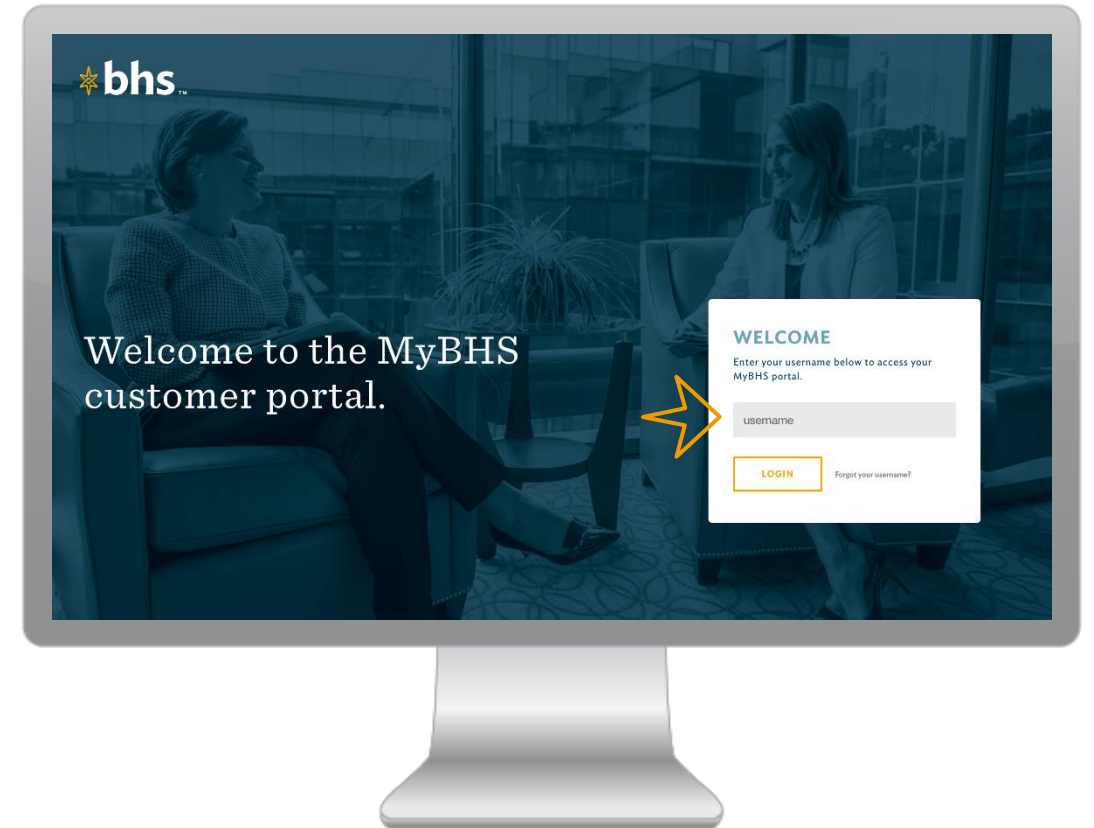 bhs™
Welcome to the MyBHS
customer portal.
WELCOME
Enter your username below to access your
MyBHS portal.
username
LOGIN Forgot your username?